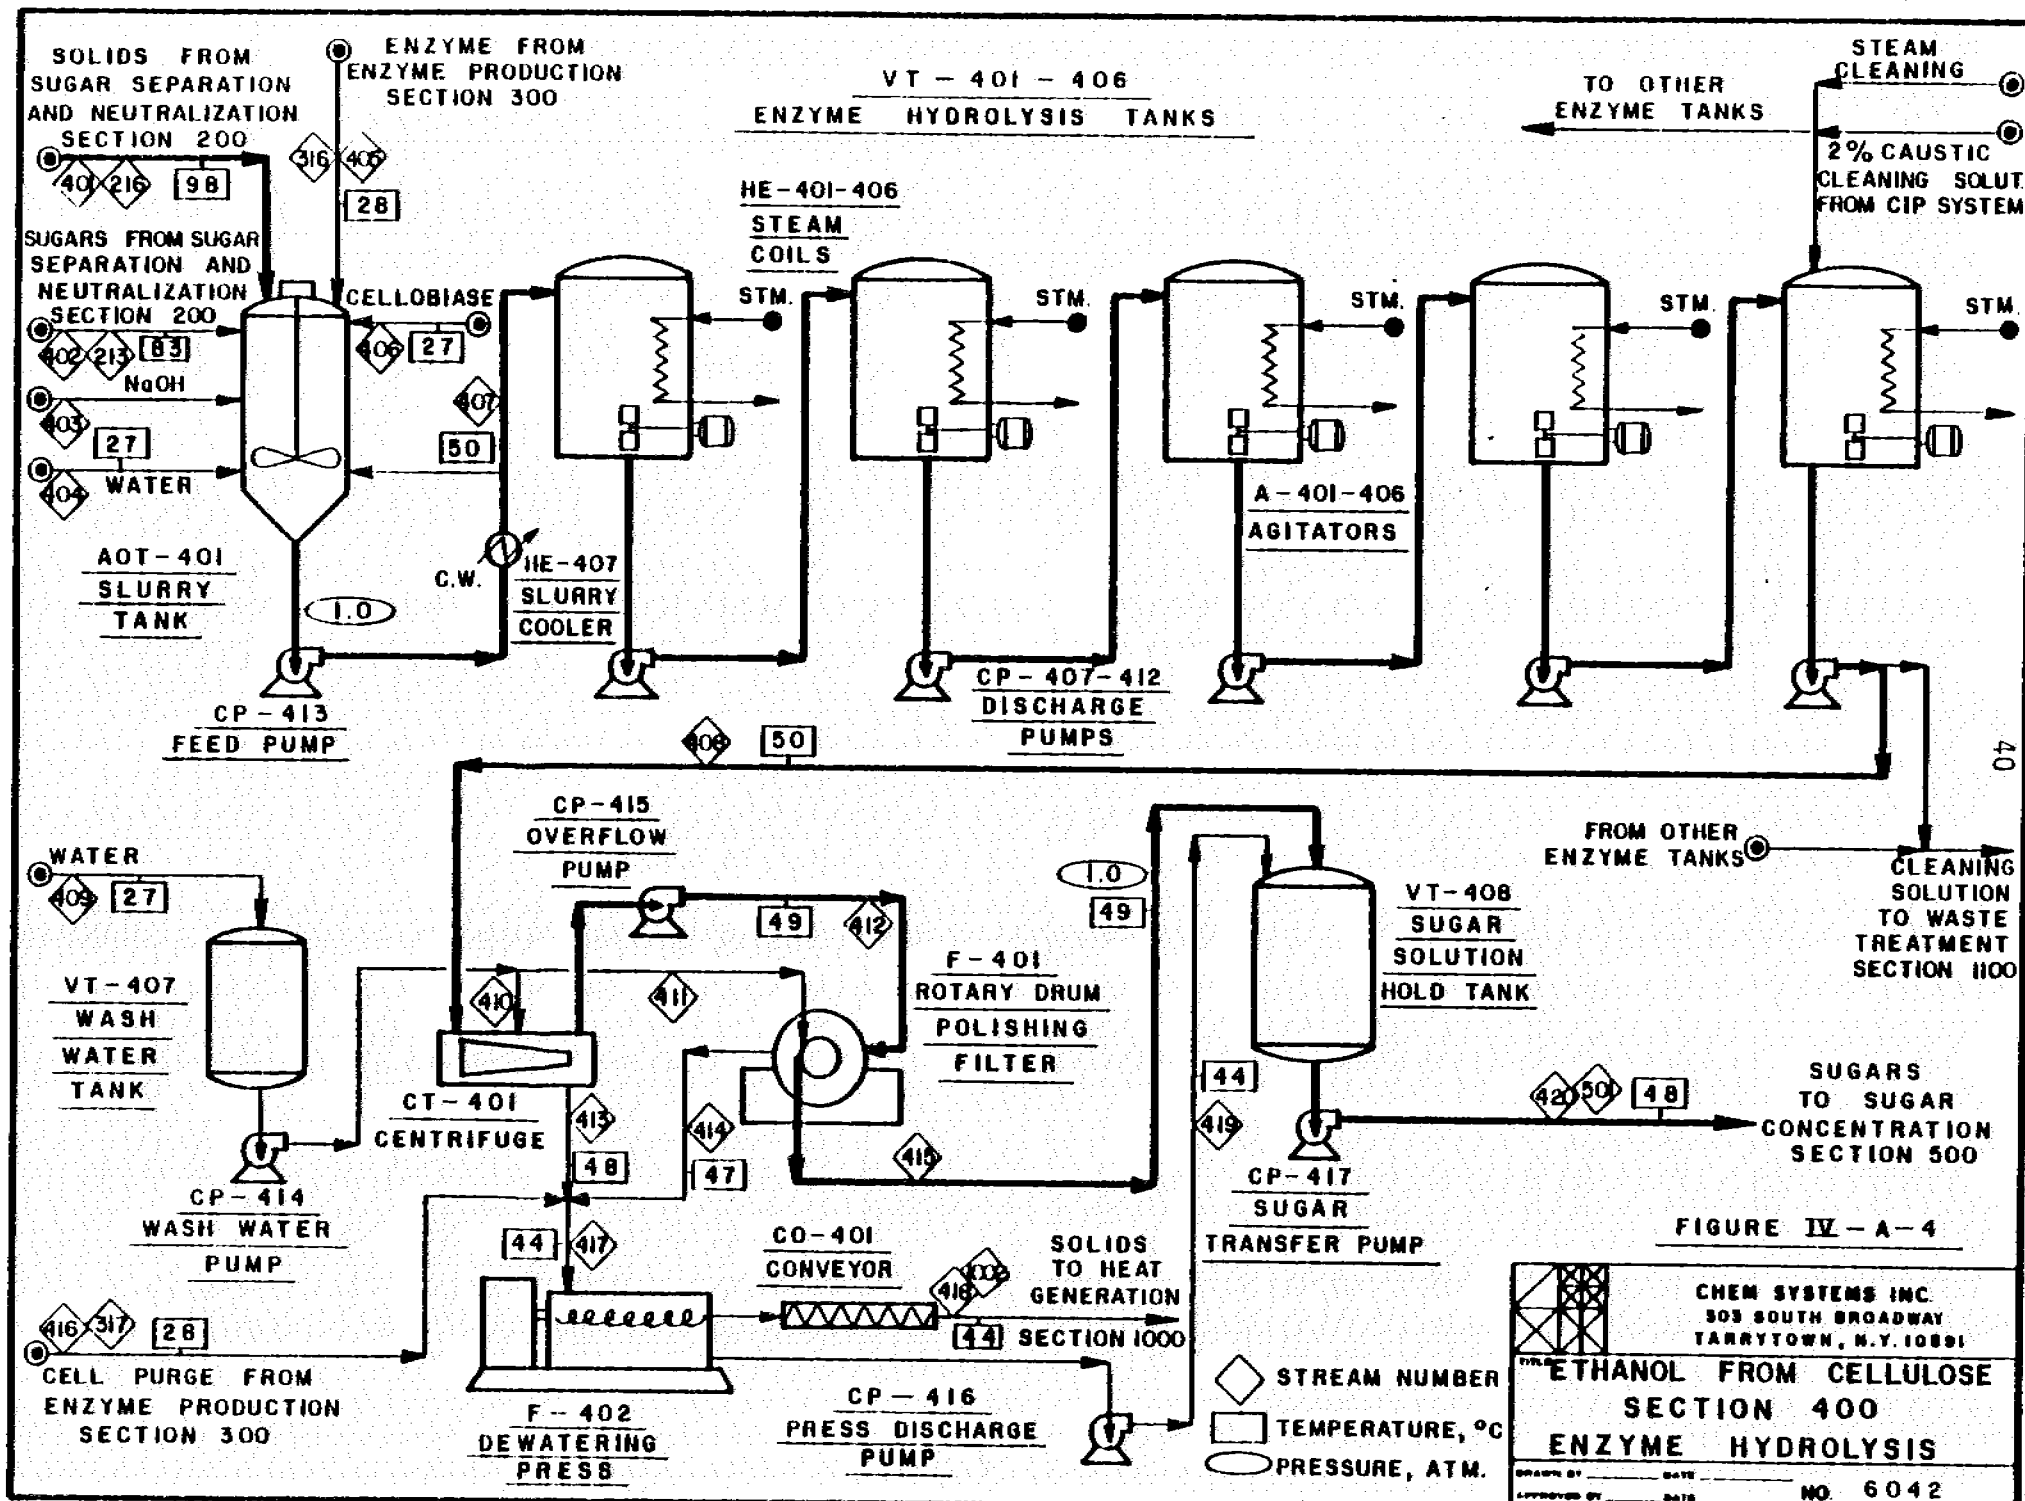 SOLIDS FROM
SUGAR SEPARATION
AND NEUTRALIZATION
SECTION 200
401 216 98
ENZYME FROM
ENZYME PRODUCTION
SECTION 300
316 405
28
VT - 401 - 406
ENZYME HYDROLYSIS TANKS
TO OTHER
ENZYME TANKS
STEAM
CLEANING
2% CAUSTIC
CLEANING SOLUT.
FROM CIP SYSTEM
SUGARS FROM SUGAR
SEPARATION AND
NEUTRALIZATION
SECTION 200
402 213 83
NaOH
403
27
404 WATER
CELLOBIASE
406 27
407
50
HE-401-406
STEAM
COILS
STM.
STM.
STM.
STM.
STM.
A-401-406
AGITATORS
AOT-401
SLURRY
TANK
1.0
C.W.
HE-407
SLURRY
COOLER
CP-413
FEED PUMP
CP-407-412
DISCHARGE
PUMPS
408 50
40
CP-415
OVERFLOW
PUMP
WATER
409 27
VT-407
WASH
WATER
TANK
CP-414
WASH WATER
PUMP
49 412
410
411
F-401
ROTARY DRUM
POLISHING
FILTER
CT-401
CENTRIFUGE
413
48
414
47
415
1.0
49
44
419
VT-408
SUGAR
SOLUTION
HOLD TANK
FROM OTHER
ENZYME TANKS
CLEANING
SOLUTION
TO WASTE
TREATMENT
SECTION 1100
420 501 48
SUGARS
TO SUGAR
CONCENTRATION
SECTION 500
CP-417
SUGAR
TRANSFER PUMP
44 417
CO-401
CONVEYOR
418 1002
44
SOLIDS
TO HEAT
GENERATION
SECTION 1000
416 317 28
CELL PURGE FROM
ENZYME PRODUCTION
SECTION 300
F-402
DEWATERING
PRESS
CP-416
PRESS DISCHARGE
PUMP
STREAM NUMBER
TEMPERATURE, °C
PRESSURE, ATM.
FIGURE IV-A-4
CHEM SYSTEMS INC.
303 SOUTH BROADWAY
TARRYTOWN, N.Y. 10591
TITLE ETHANOL FROM CELLULOSE
SECTION 400
ENZYME HYDROLYSIS
DRAWN BY DATE
APPROVED BY DATE
NO. 6042